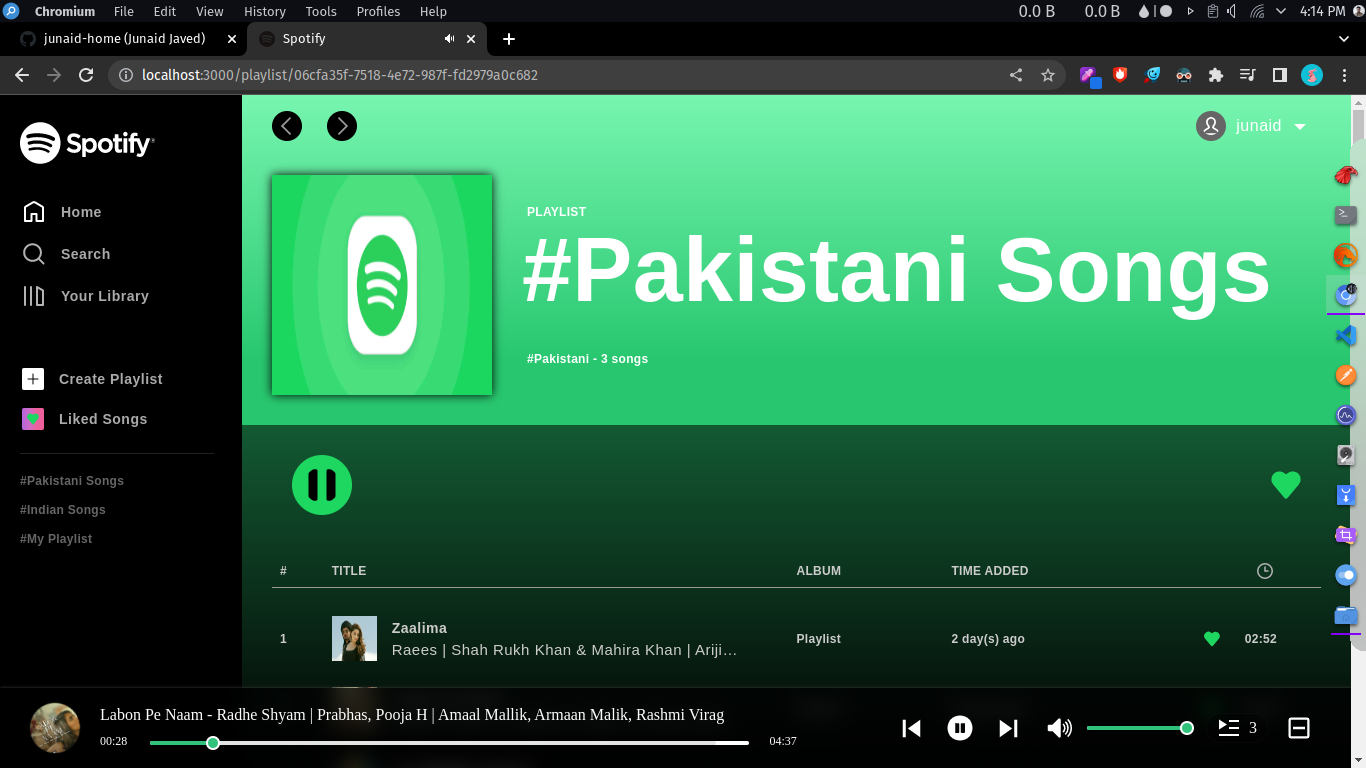 Chromium File Edit View History Tools Profiles Help 0.0 B 0.0 B 4:14 PM
junaid-home (Junaid Javed) Spotify
localhost:3000/playlist/06cfa35f-7518-4e72-987f-fd2979a0c682
Spotify
Home
Search
Your Library
Create Playlist
Liked Songs
#Pakistani Songs
#Indian Songs
#My Playlist
junaid
PLAYLIST
#Pakistani Songs
#Pakistani - 3 songs
# TITLE ALBUM TIME ADDED
1 Zaalima Playlist 2 day(s) ago 02:52
Raees | Shah Rukh Khan & Mahira Khan | Ariji…
Labon Pe Naam - Radhe Shyam | Prabhas, Pooja H | Amaal Mallik, Armaan Malik, Rashmi Virag
00:28 04:37 3